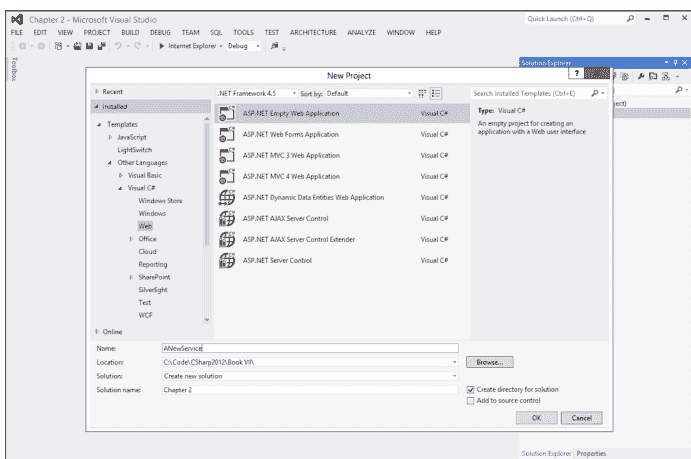 Chapter 2 - Microsoft Visual Studio
Quick Launch (Ctrl+Q)
FILE EDIT VIEW PROJECT BUILD DEBUG TEAM SQL TOOLS TEST ARCHITECTURE ANALYZE WINDOW HELP
Internet Explorer Debug
Toolbox
Solution Explorer
New Project
Recent
.NET Framework 4.5 Sort by: Default
Search Installed Templates (Ctrl+E)
Installed
Templates
JavaScript
LightSwitch
Other Languages
Visual Basic
Visual C#
Windows Store
Windows
Web
Office
Cloud
Reporting
SharePoint
Silverlight
Test
WCF
Online
ASP.NET Empty Web Application Visual C#
ASP.NET Web Forms Application Visual C#
ASP.NET MVC 3 Web Application Visual C#
ASP.NET MVC 4 Web Application Visual C#
ASP.NET Dynamic Data Entities Web Application Visual C#
ASP.NET AJAX Server Control Visual C#
ASP.NET AJAX Server Control Extender Visual C#
ASP.NET Server Control Visual C#
Type: Visual C#
An empty project for creating an
application with a Web user interface
ject)
Name: ANewService
Location: C:\Code\CSharp2012\Book VII\
Browse...
Solution: Create new solution
Solution name: Chapter 2
Create directory for solution
Add to source control
OK Cancel
Solution Explorer Properties